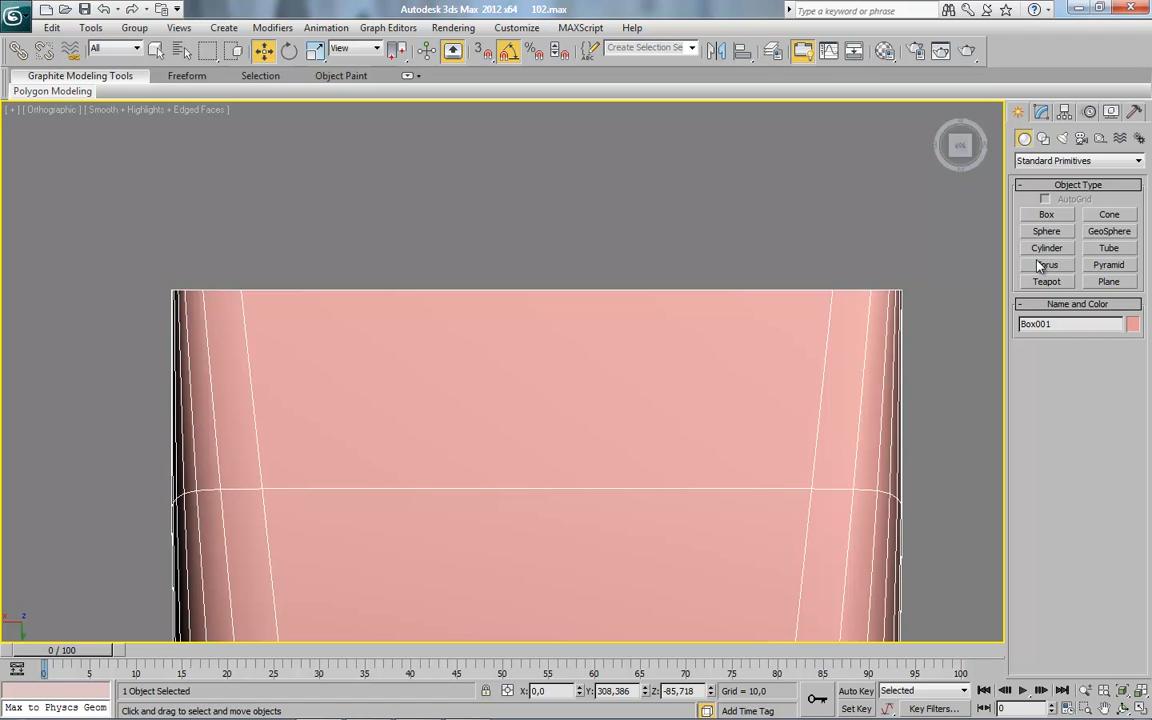 Autodesk 3ds Max 2012 x64 102.max
Type a keyword or phrase
Edit Tools Group Views Create Modifiers Animation Graph Editors Rendering Customize MAXScript Help
All View 3 Create Selection Se
Graphite Modeling Tools Freeform Selection Object Paint
Polygon Modeling
[ + ] [ Orthographic ] [ Smooth + Highlights + Edged Faces ]
Standard Primitives
- Object Type
AutoGrid
Box Cone
Sphere GeoSphere
Cylinder Tube
Torus Pyramid
Teapot Plane
- Name and Color
Box001
x z
y
0 / 100
0 5 10 15 20 25 30 35 40 45 50 55 60 65 70 75 80 85 90 95 100
1 Object Selected X: 0,0 Y: 308,386 Z: -85,718 Grid = 10,0 Auto Key Selected
Max to Physcs Geom Click and drag to select and move objects Add Time Tag Set Key Key Filters... 0